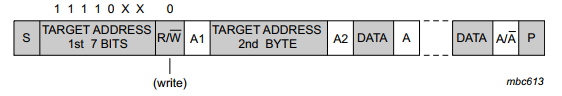 1 1 1 1 0 X X 0
S TARGET ADDRESS 1st 7 BITS R/W̅ A1 TARGET ADDRESS 2nd BYTE A2 DATA A DATA A/A̅ P
(write)
mbc613